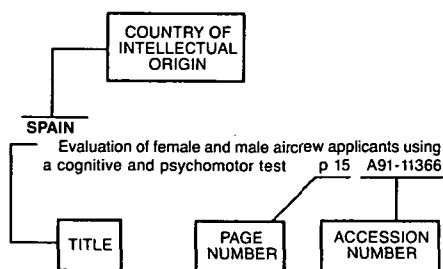 COUNTRY OF
INTELLECTUAL
ORIGIN
SPAIN
Evaluation of female and male aircrew applicants using
a cognitive and psychomotor test p 15 A91-11366
TITLE
PAGE
NUMBER
ACCESSION
NUMBER